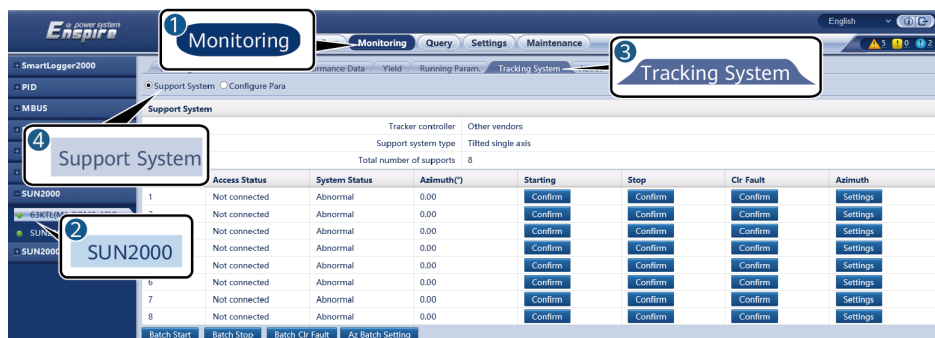 e power system
Enspire
English
5 0 2
1
Monitoring
Monitoring Query Settings Maintenance
SmartLogger2000
PID
MBUS
SUN2000
SUN2000
Performance Data Yield Running Param. Tracking System
3
Tracking System
Support System Configure Para
Support System
Tracker controller Other vendors
Support system type Tilted single axis
Total number of supports 8
4
Support System
Access Status System Status Azimuth(°) Starting Stop Clr Fault Azimuth
1 Not connected Abnormal 0.00 Confirm Confirm Confirm Settings
Not connected Abnormal 0.00 Confirm Confirm Confirm Settings
Not connected Abnormal 0.00 Confirm Confirm Confirm Settings
Not connected Abnormal 0.00 Confirm Confirm Confirm Settings
Not connected Abnormal 0.00 Confirm Confirm Confirm Settings
6 Not connected Abnormal 0.00 Confirm Confirm Confirm Settings
7 Not connected Abnormal 0.00 Confirm Confirm Confirm Settings
8 Not connected Abnormal 0.00 Confirm Confirm Confirm Settings
2
SUN2000
Batch Start Batch Stop Batch Clr Fault Az Batch Setting